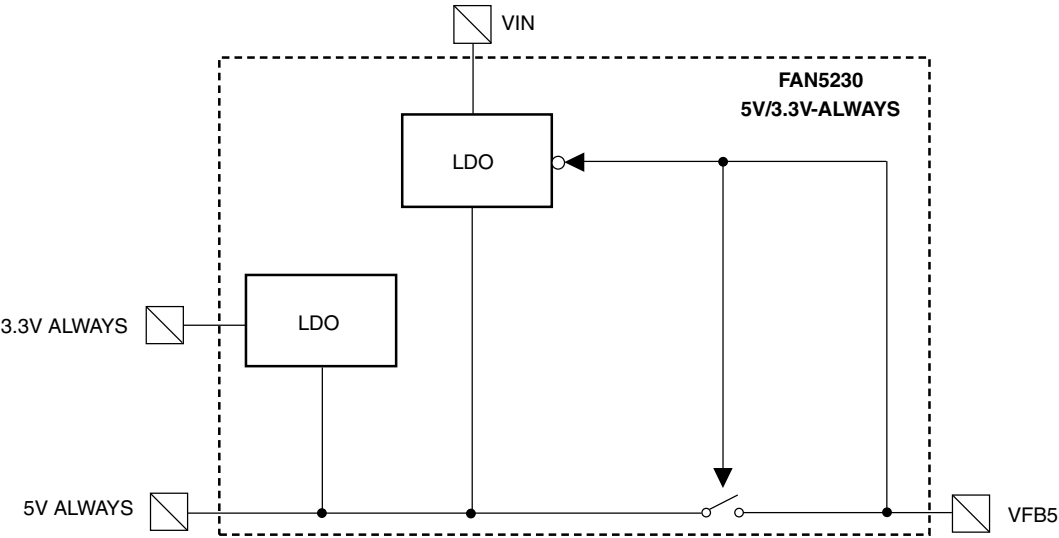 VIN
FAN5230
5V/3.3V-ALWAYS
LDO
LDO
3.3V ALWAYS
5V ALWAYS
VFB5